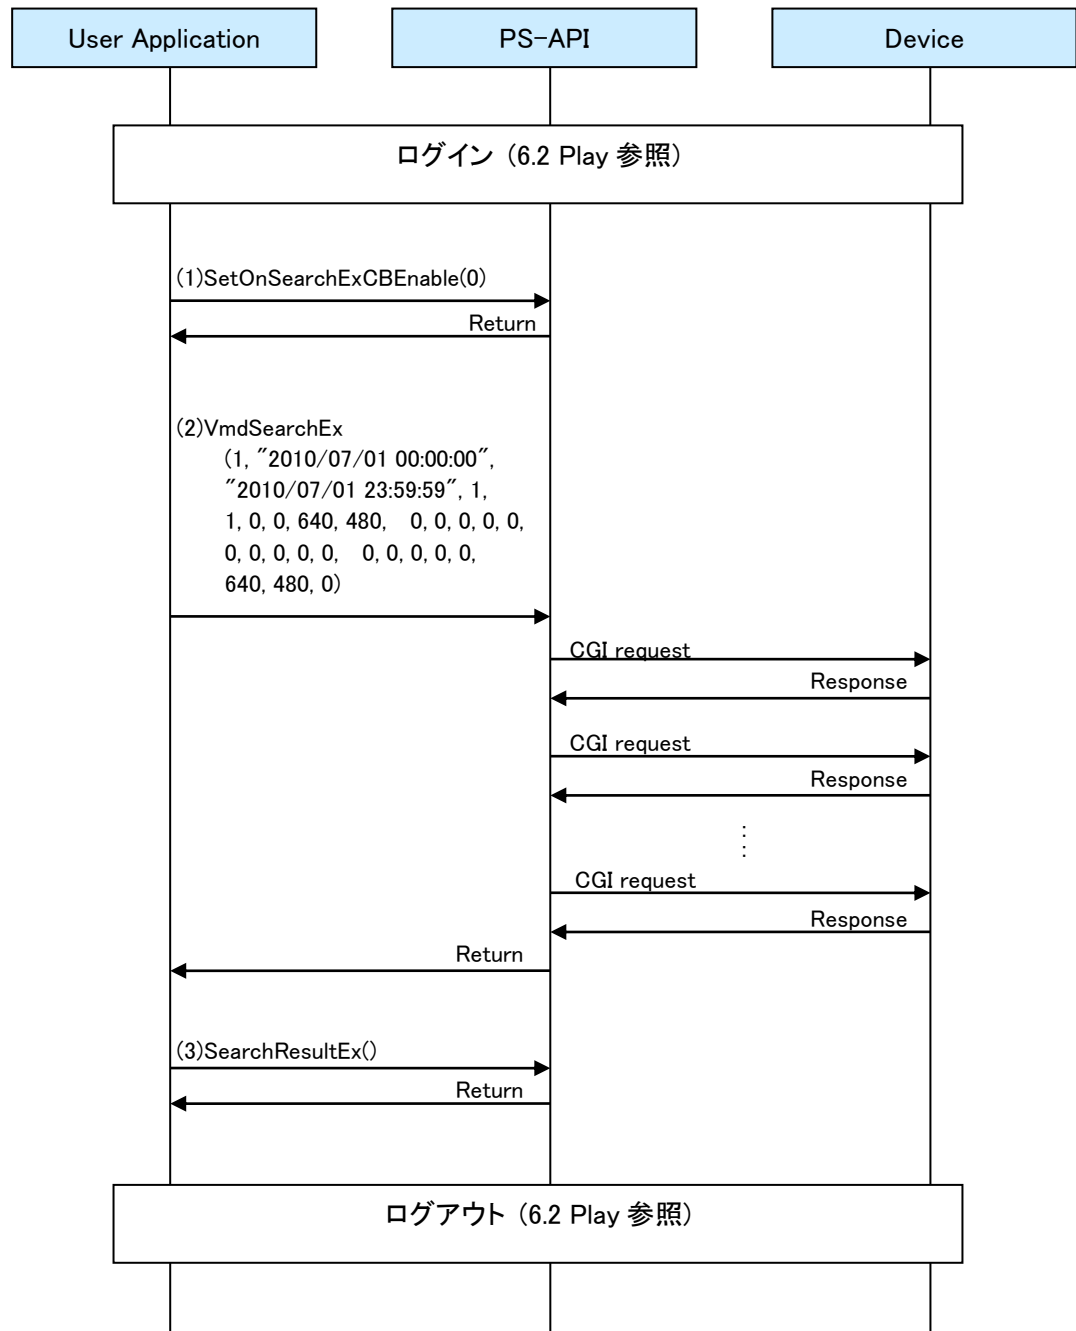 User Application
PS-API
Device
ログイン (6.2 Play 参照)
(1)SetOnSearchExCBEnable(0)
Return
(2)VmdSearchEx
(1, "2010/07/01 00:00:00",
"2010/07/01 23:59:59", 1,
1, 0, 0, 640, 480, 0, 0, 0, 0, 0,
0, 0, 0, 0, 0, 0, 0, 0, 0, 0,
640, 480, 0)
CGI request
Response
CGI request
Response
CGI request
Response
Return
(3)SearchResultEx()
Return
ログアウト (6.2 Play 参照)